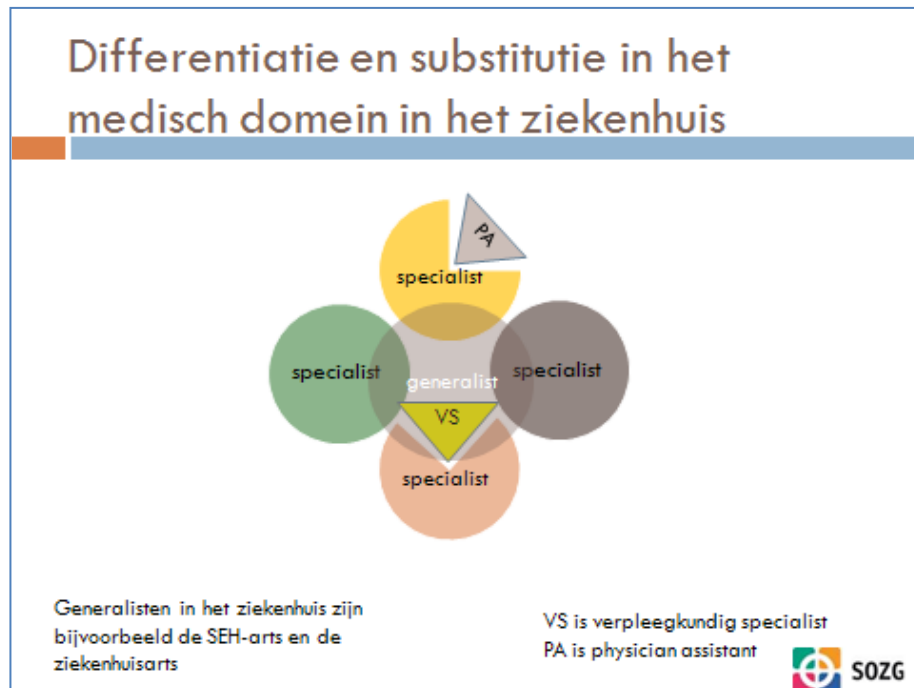 Differentiatie en substitutie in het
medisch domein in het ziekenhuis
PA
specialist
specialist
generalist
specialist
VS
specialist
Generalisten in het ziekenhuis zijn
bijvoorbeeld de SEH-arts en de
ziekenhuisarts
VS is verpleegkundig specialist
PA is physician assistant
SOZG